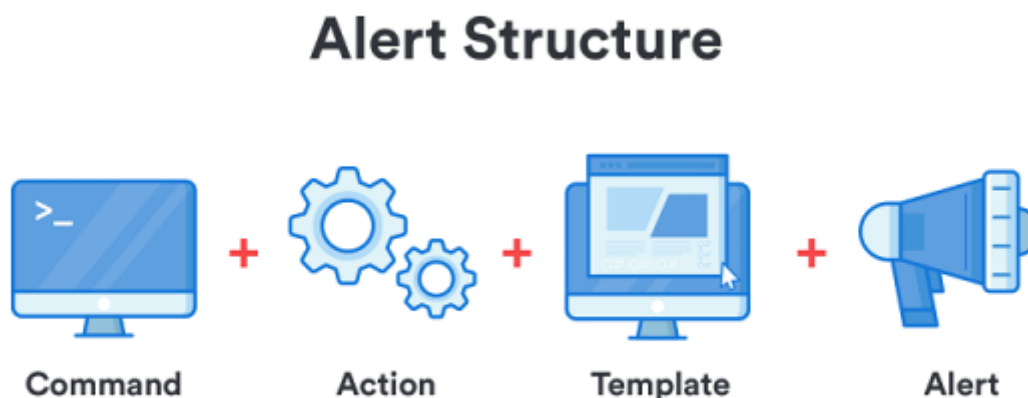 Alert Structure
>_
+ + +
Command Action Template Alert